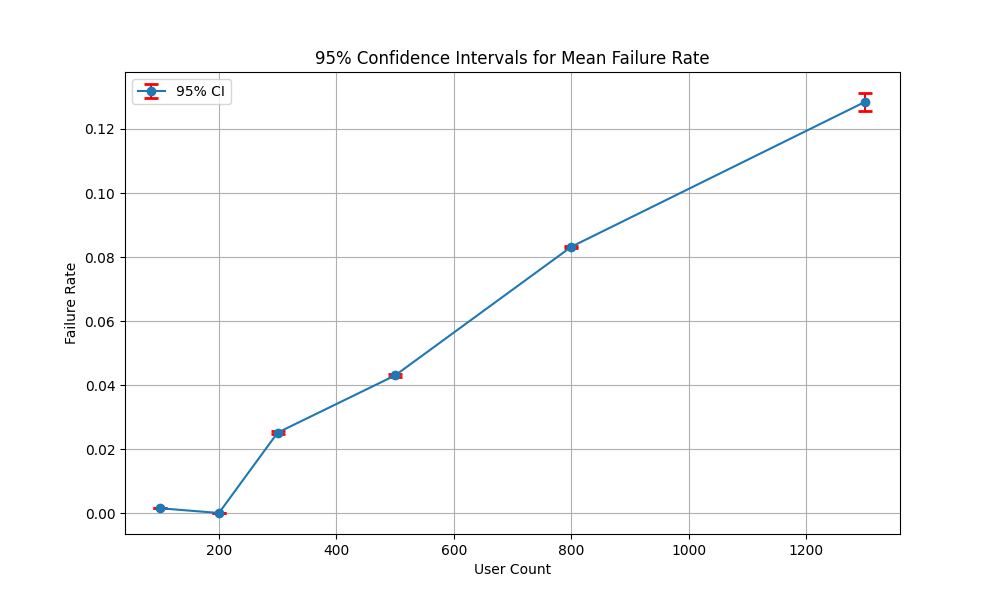 95% Confidence Intervals for Mean Failure Rate
95% CI
0.12
0.10
0.08
0.06
0.04
0.02
0.00
Failure Rate
200 400 600 800 1000 1200
User Count